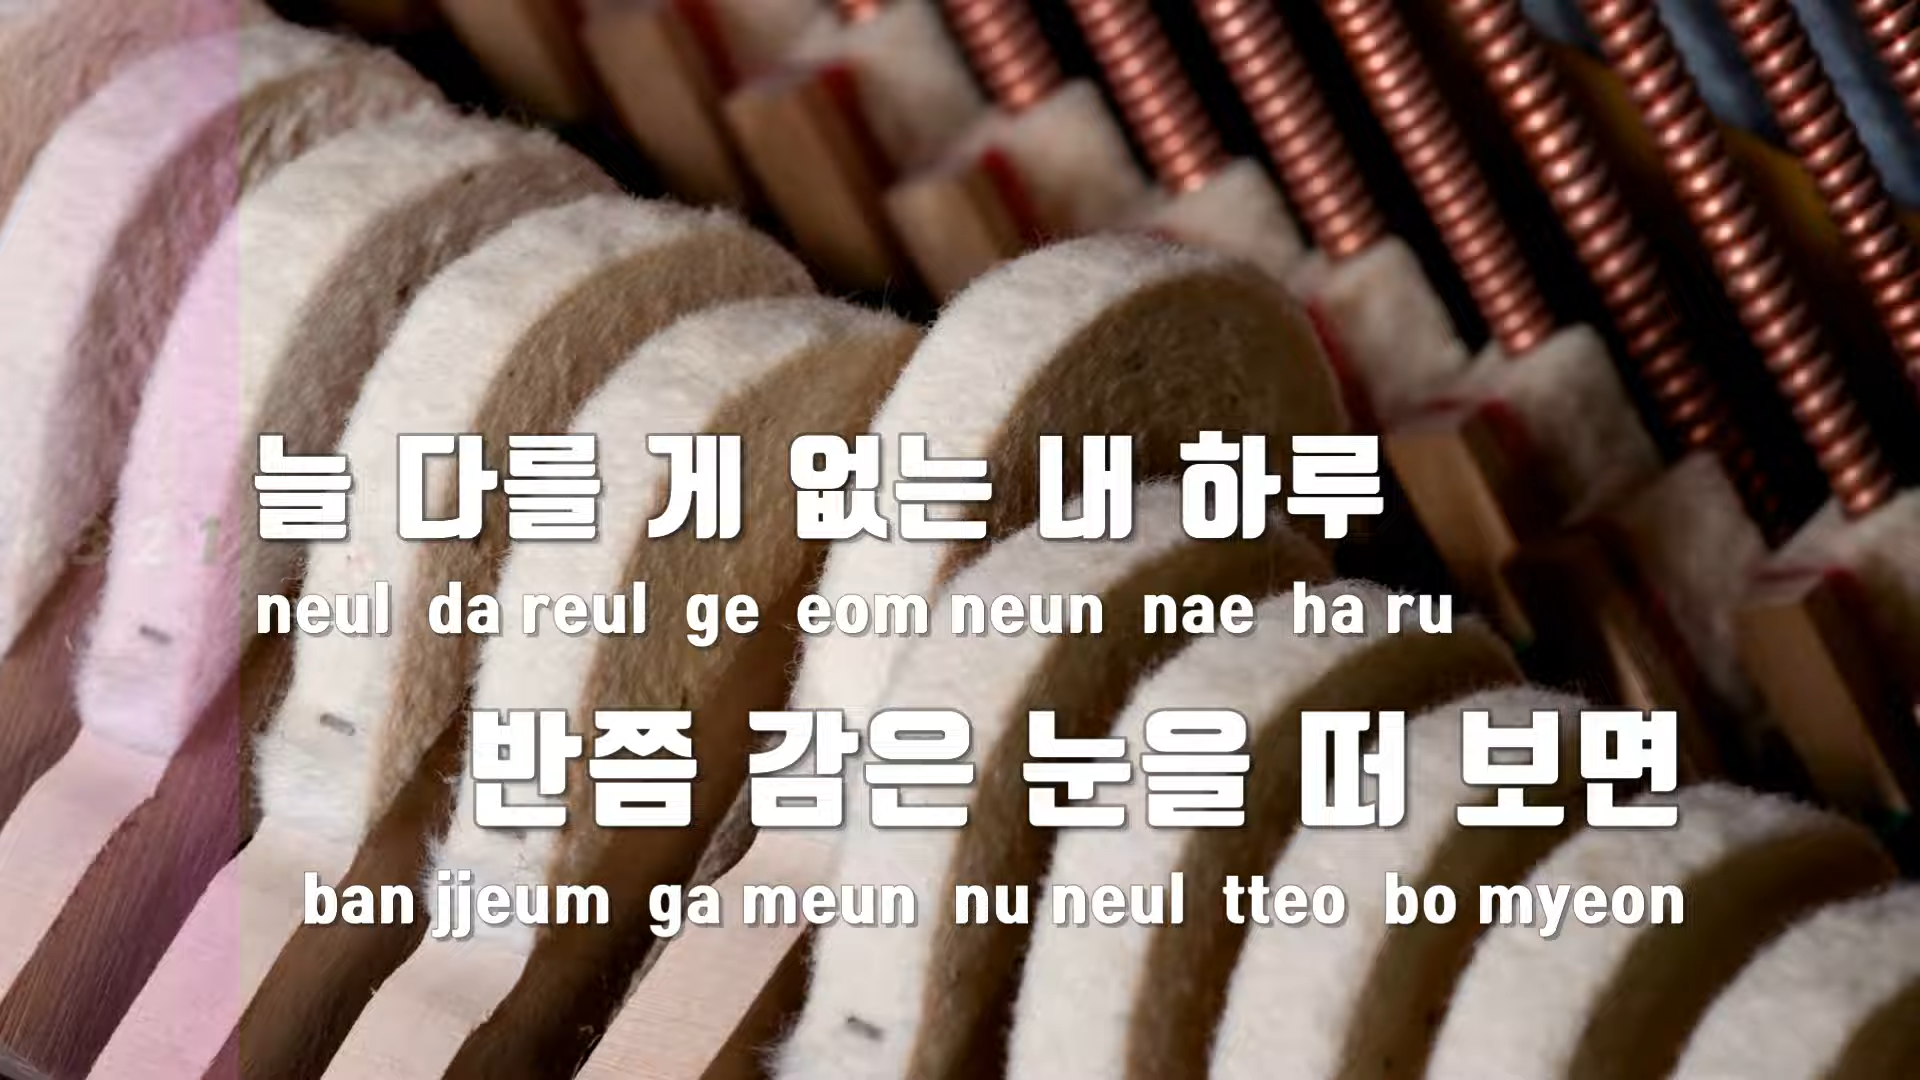 늘 다를 게 없는 내 하루
neul da reul ge eom neun nae ha ru
반쯤 감은 눈을 떠 보면
ban jjeum ga meun nu neul tteo bo myeon